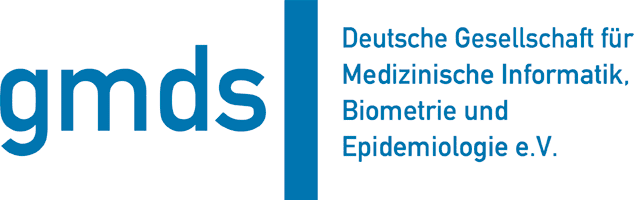 gmds
Deutsche Gesellschaft für
Medizinische Informatik,
Biometrie und
Epidemiologie e.V.